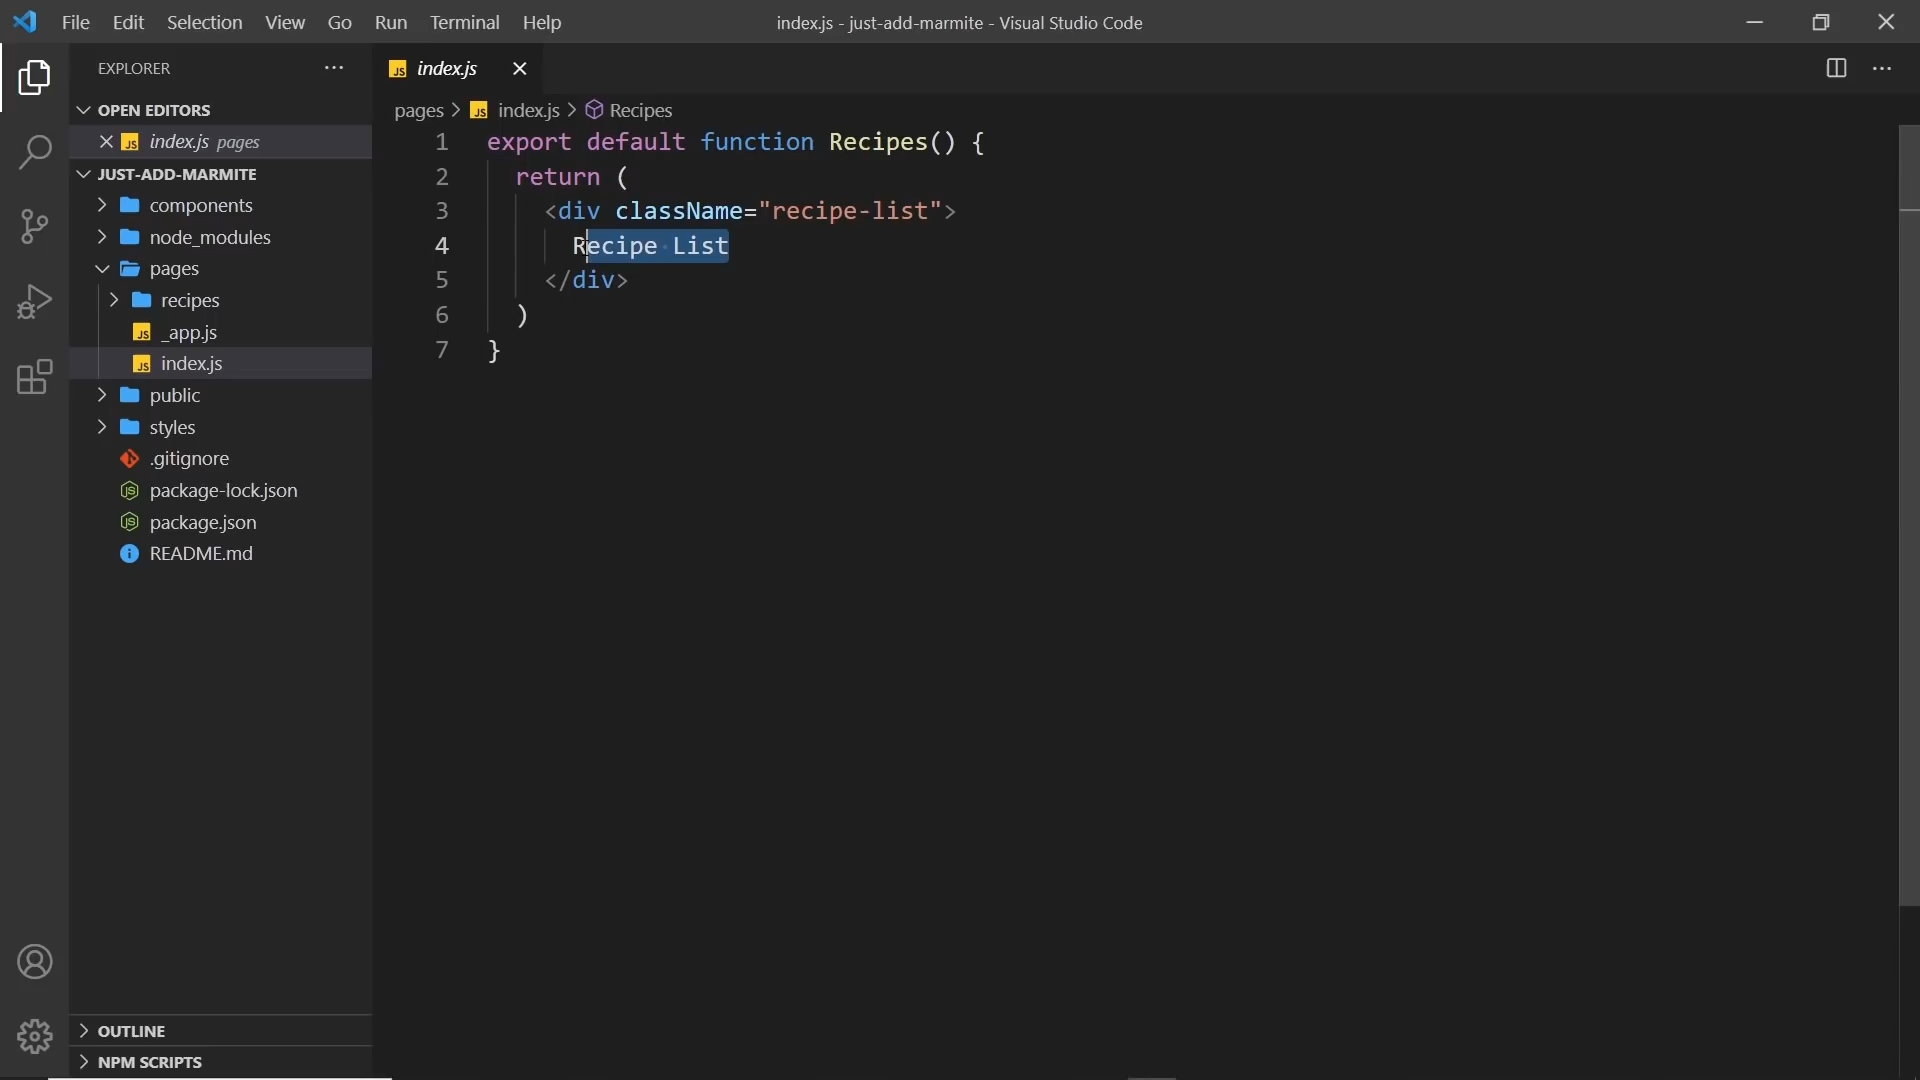 File Edit Selection View Go Run Terminal Help
index.js - just-add-marmite - Visual Studio Code
EXPLORER
OPEN EDITORS
index.js pages
JUST-ADD-MARMITE
components
node_modules
pages
recipes
_app.js
index.js
public
styles
.gitignore
package-lock.json
package.json
README.md
OUTLINE
NPM SCRIPTS
index.js
pages > index.js > Recipes
1 export default function Recipes() {
2 return (
3 <div className="recipe-list">
4 Recipe List
5 </div>
6 )
7 }